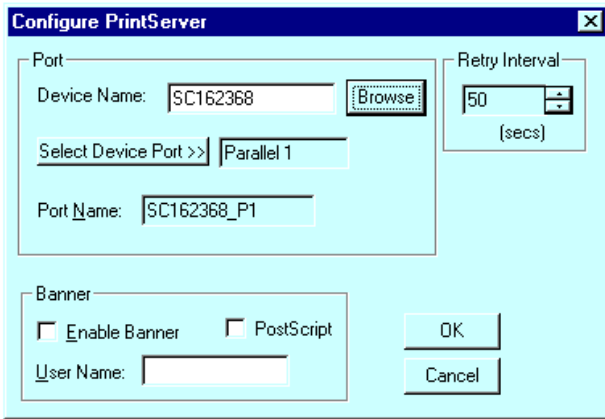 Configure PrintServer
Port
Device Name: SC162368 Browse
Select Device Port >> Parallel 1
Port Name: SC162368_P1
Retry Interval
50
(secs)
Banner
Enable Banner PostScript
User Name:
OK
Cancel